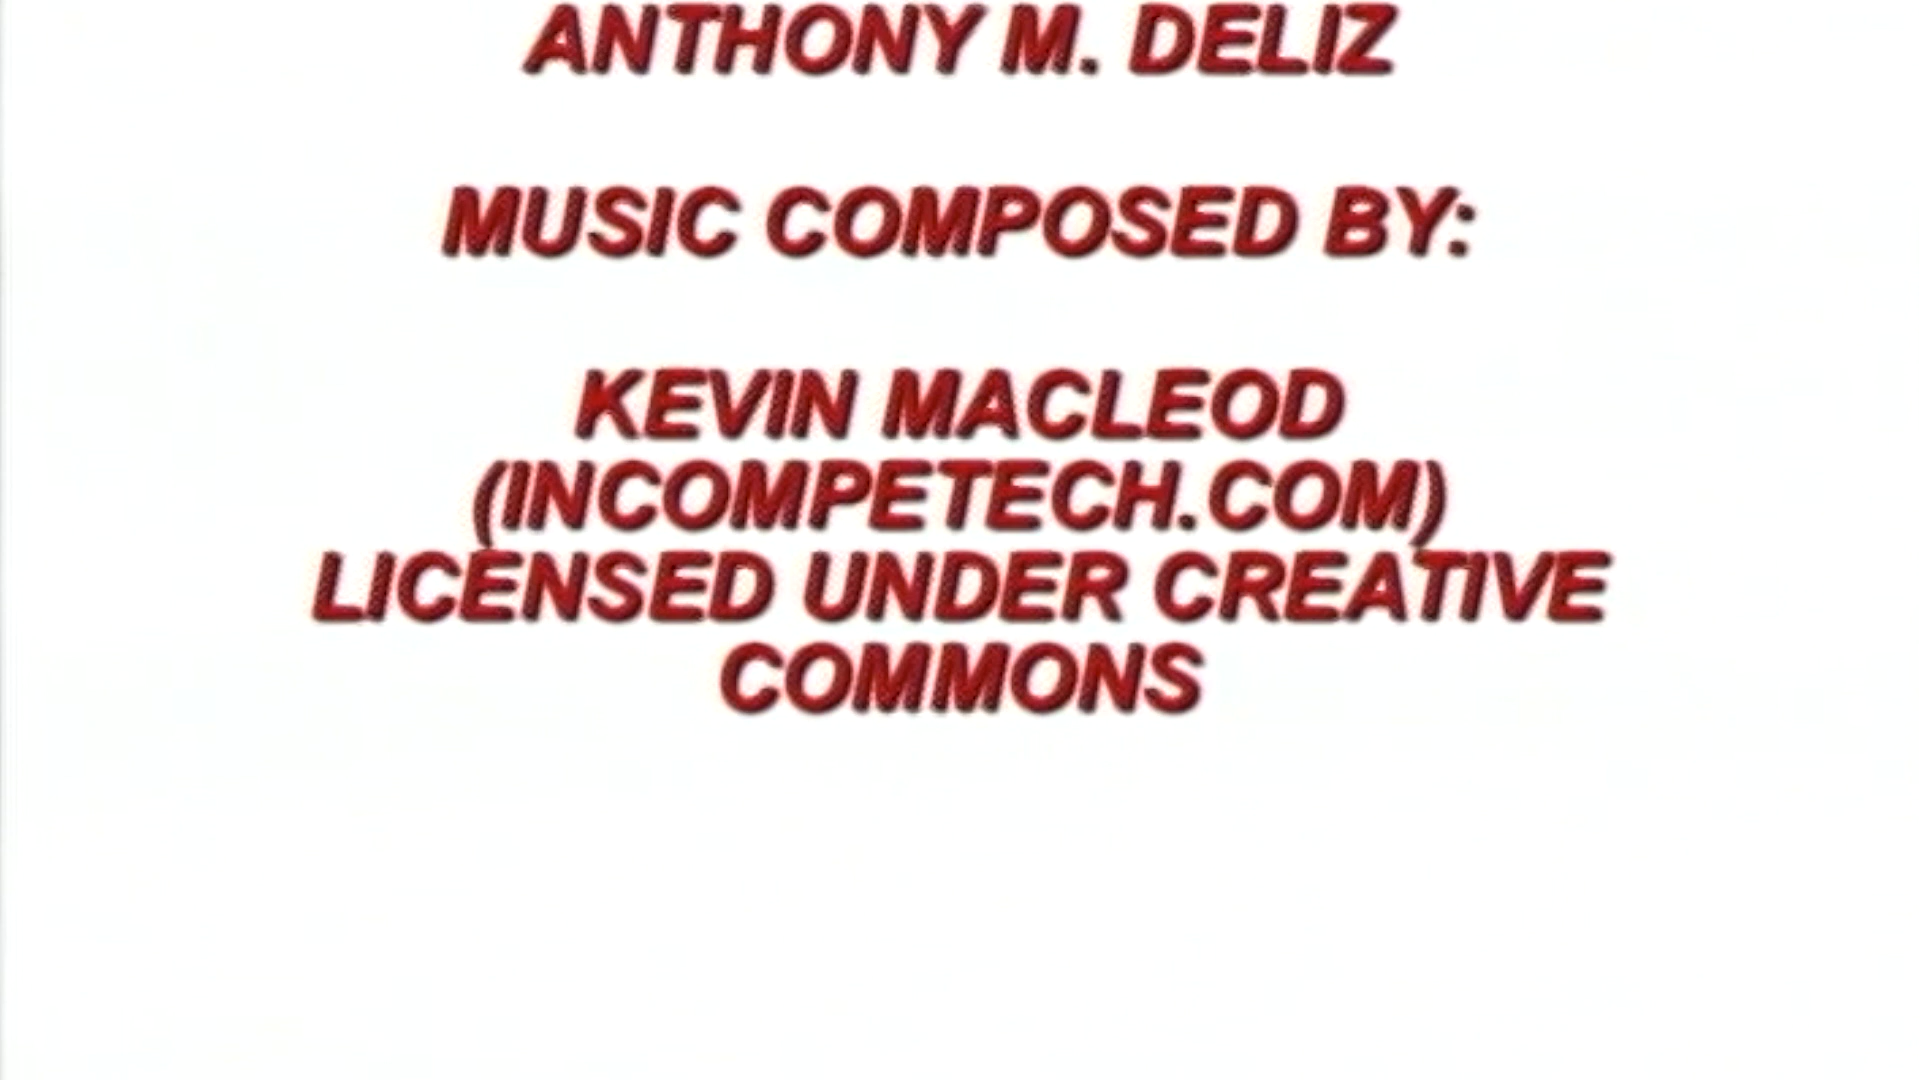 ANTHONY M. DELIZ
MUSIC COMPOSED BY:
KEVIN MACLEOD
(INCOMPETECH.COM)
LICENSED UNDER CREATIVE
COMMONS